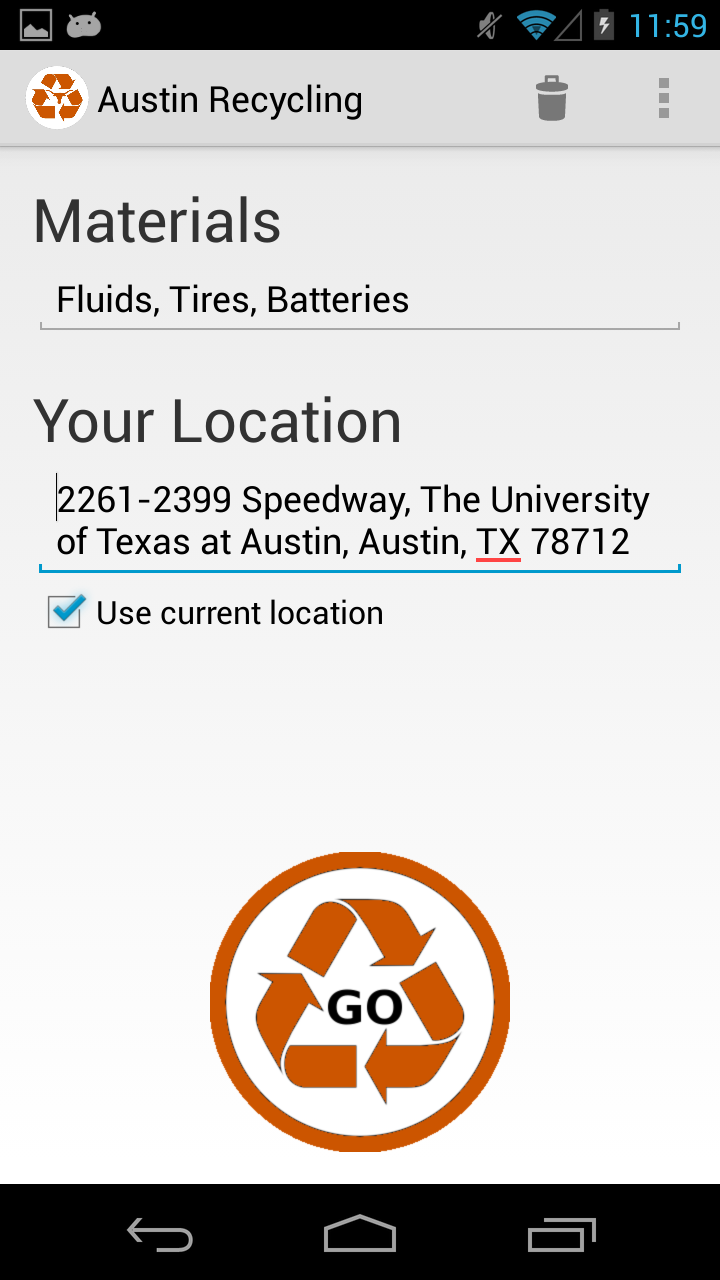 11:59
Austin Recycling
Materials
Fluids, Tires, Batteries
Your Location
2261-2399 Speedway, The University
of Texas at Austin, Austin, TX 78712
Use current location
GO